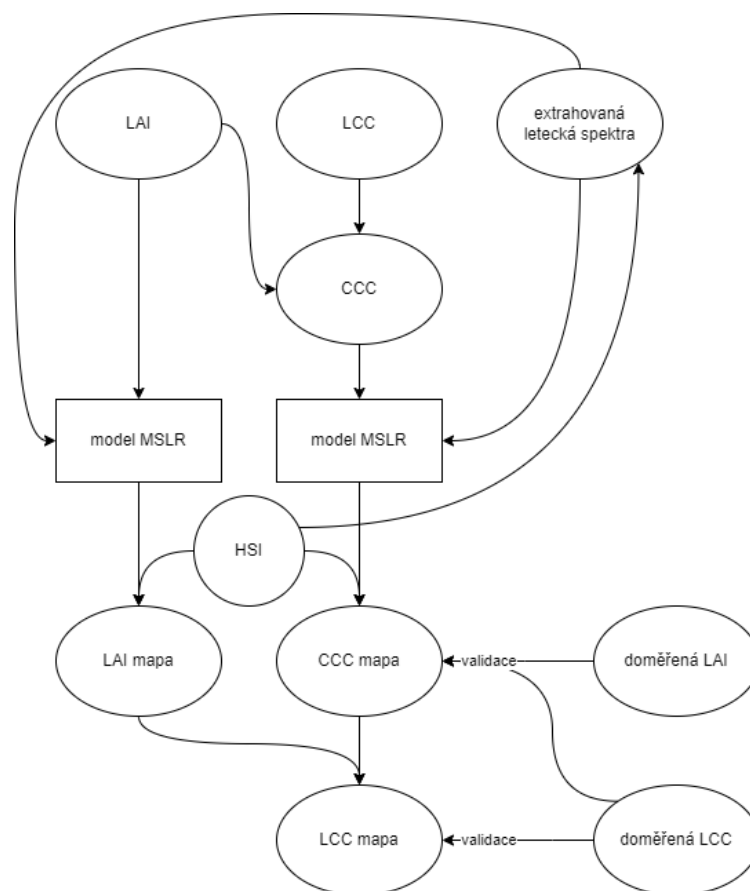 LAI
LCC
extrahovaná
letecká spektra
CCC
model MSLR
model MSLR
HSI
LAI mapa
CCC mapa
validace
doměřená LAI
LCC mapa
validace
doměřená LCC